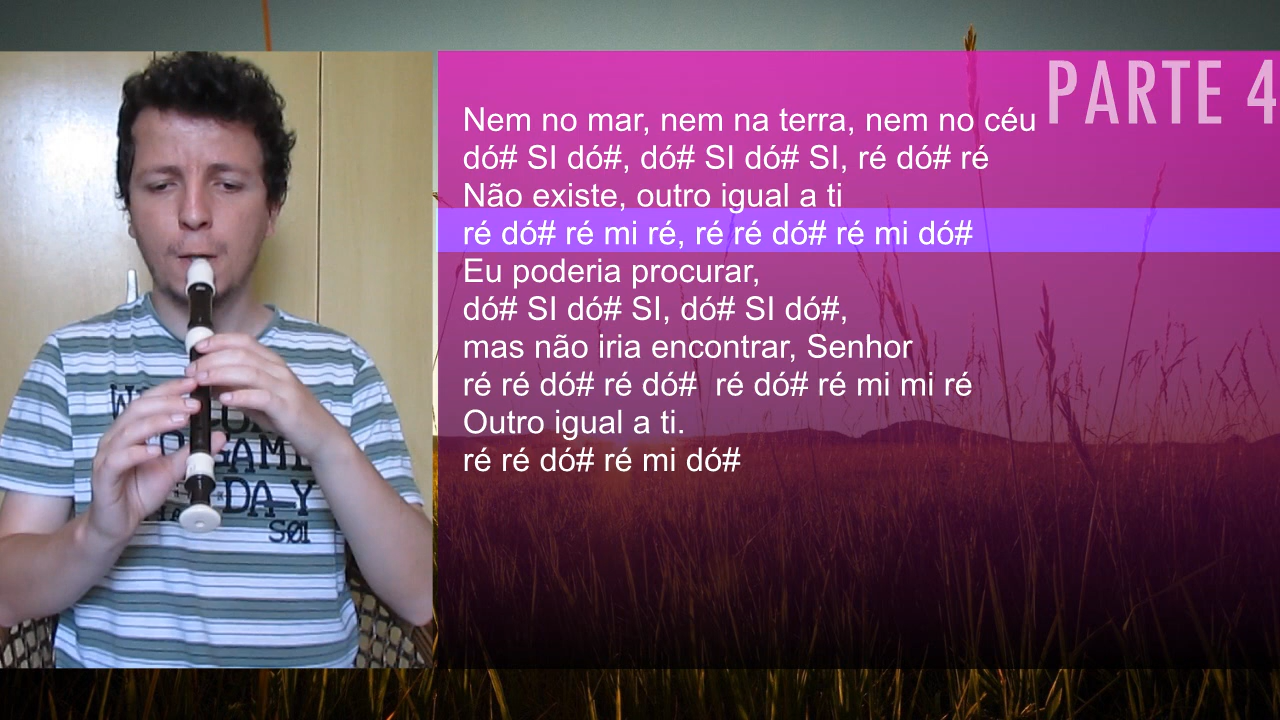 PARTE 4
Nem no mar, nem na terra, nem no céu
dó# SI dó#, dó# SI dó# SI, ré dó# ré
Não existe, outro igual a ti
ré dó# ré mi ré, ré ré dó# ré mi dó#
Eu poderia procurar,
dó# SI dó# SI, dó# SI dó#,
mas não iria encontrar, Senhor
ré ré dó# ré dó#  ré dó# ré mi mi ré
Outro igual a ti.
ré ré dó# ré mi dó#
GAME
DAY